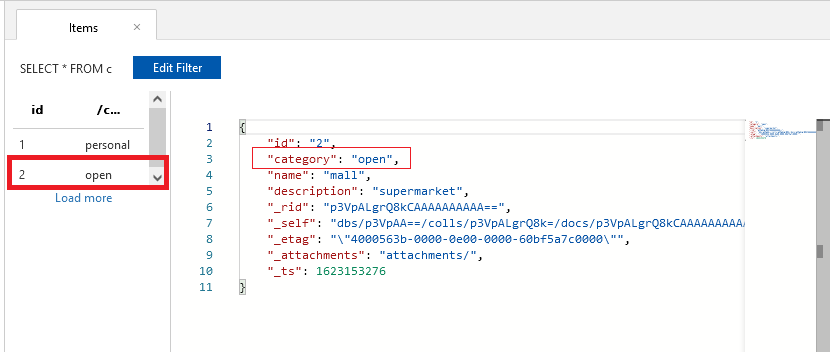 Items ×
SELECT * FROM c Edit Filter
id /c...
1 personal
2 open
Load more
1 {
2 "id": "2",
3 "category": "open",
4 "name": "mall",
5 "description": "supermarket",
6 "_rid": "p3VpALgrQ8kCAAAAAAAAAA==",
7 "_self": "dbs/p3VpAA==/colls/p3VpALgrQ8k=/docs/p3VpALgrQ8kCAAAAAAAAA
8 "_etag": "\"4000563b-0000-0e00-0000-60bf5a7c0000\"",
9 "_attachments": "attachments/",
10 "_ts": 1623153276
11 }